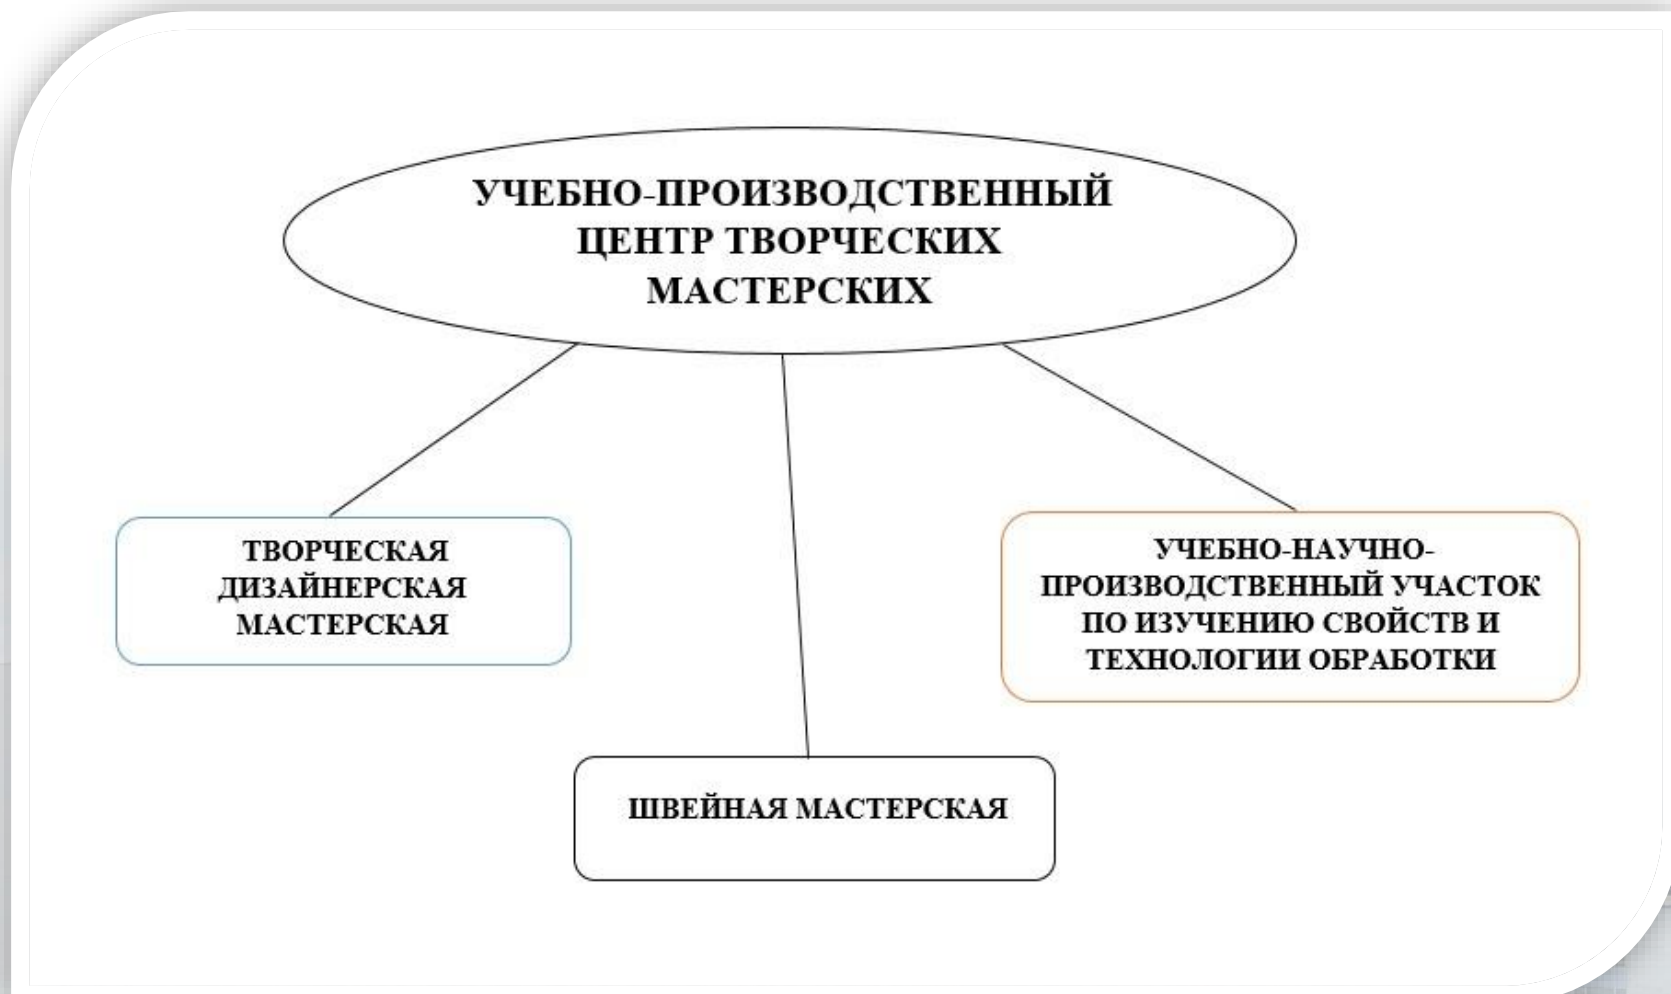 УЧЕБНО-ПРОИЗВОДСТВЕННЫЙ
ЦЕНТР ТВОРЧЕСКИХ
МАСТЕРСКИХ
ТВОРЧЕСКАЯ
ДИЗАЙНЕРСКАЯ
МАСТЕРСКАЯ
УЧЕБНО-НАУЧНО-
ПРОИЗВОДСТВЕННЫЙ УЧАСТОК
ПО ИЗУЧЕНИЮ СВОЙСТВ И
ТЕХНОЛОГИИ ОБРАБОТКИ
ШВЕЙНАЯ МАСТЕРСКАЯ